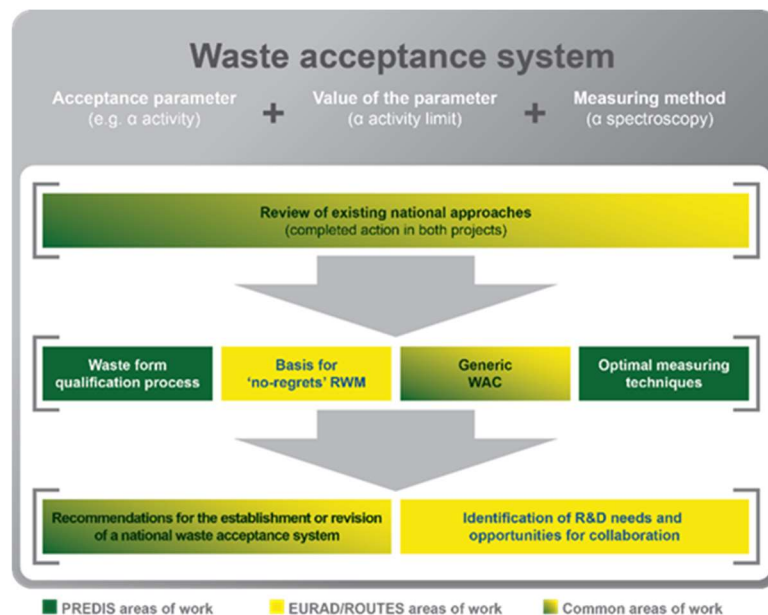 Waste acceptance system
Acceptance parameter + Value of the parameter + Measuring method
(e.g. α activity) (α activity limit) (α spectroscopy)
Review of existing national approaches
(completed action in both projects)
Waste form
qualification process
Basis for
'no-regrets' RWM
Generic
WAC
Optimal measuring
techniques
Recommendations for the establishment or revision
of a national waste acceptance system
Identification of R&D needs and
opportunities for collaboration
PREDIS areas of work EURAD/ROUTES areas of work Common areas of work